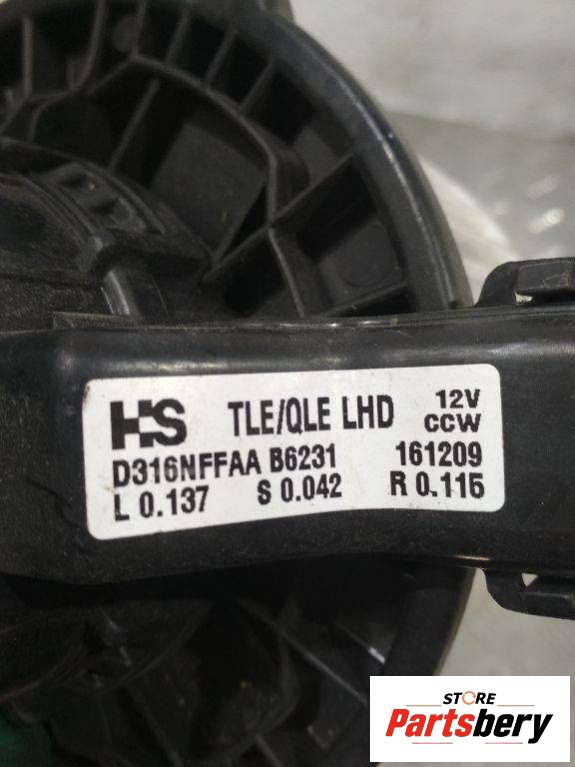 HS TLE/QLE LHD 12V CCW
D316NFFAA B6231 161209
L 0.137 S 0.042 R 0.115
STORE
Partsbery